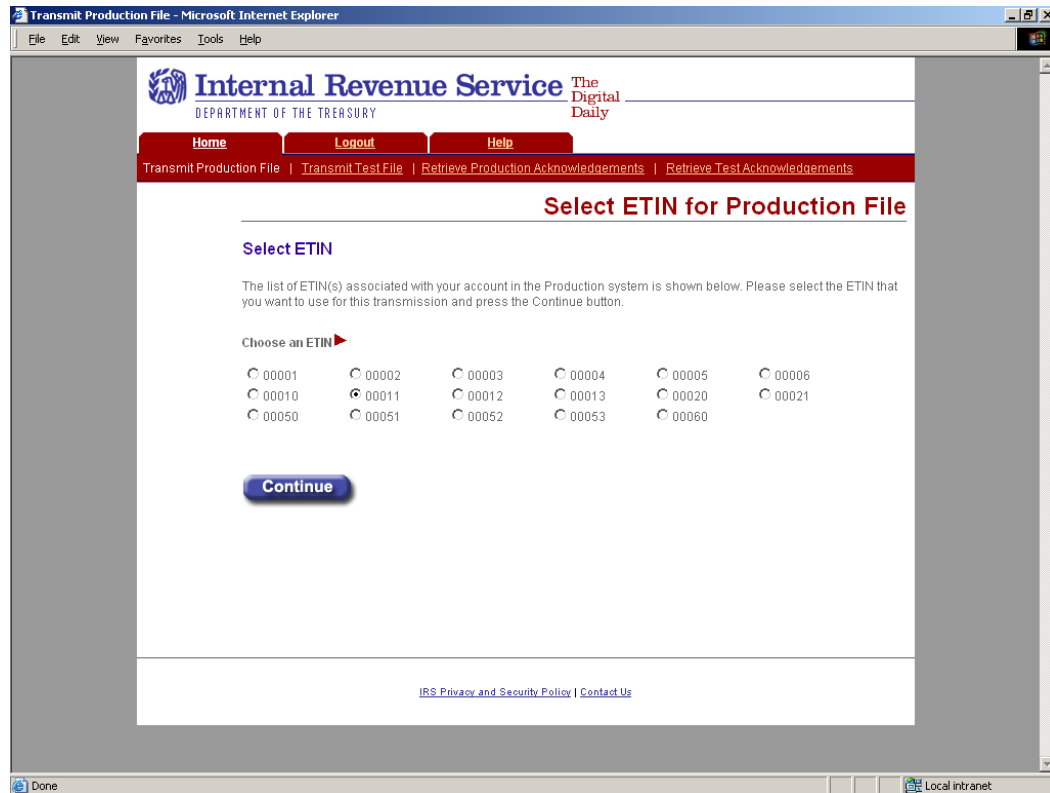 Transmit Production File - Microsoft Internet Explorer
File Edit View Favorites Tools Help
Internal Revenue Service The Digital Daily
DEPARTMENT OF THE TREASURY
Home Logout Help
Transmit Production File | Transmit Test File | Retrieve Production Acknowledgements | Retrieve Test Acknowledgements
Select ETIN for Production File
Select ETIN
The list of ETIN(s) associated with your account in the Production system is shown below. Please select the ETIN that
you want to use for this transmission and press the Continue button.
Choose an ETIN
00001 00002 00003 00004 00005 00006
00010 00011 00012 00013 00020 00021
00050 00051 00052 00053 00060
Continue
IRS Privacy and Security Policy | Contact Us
Done Local intranet